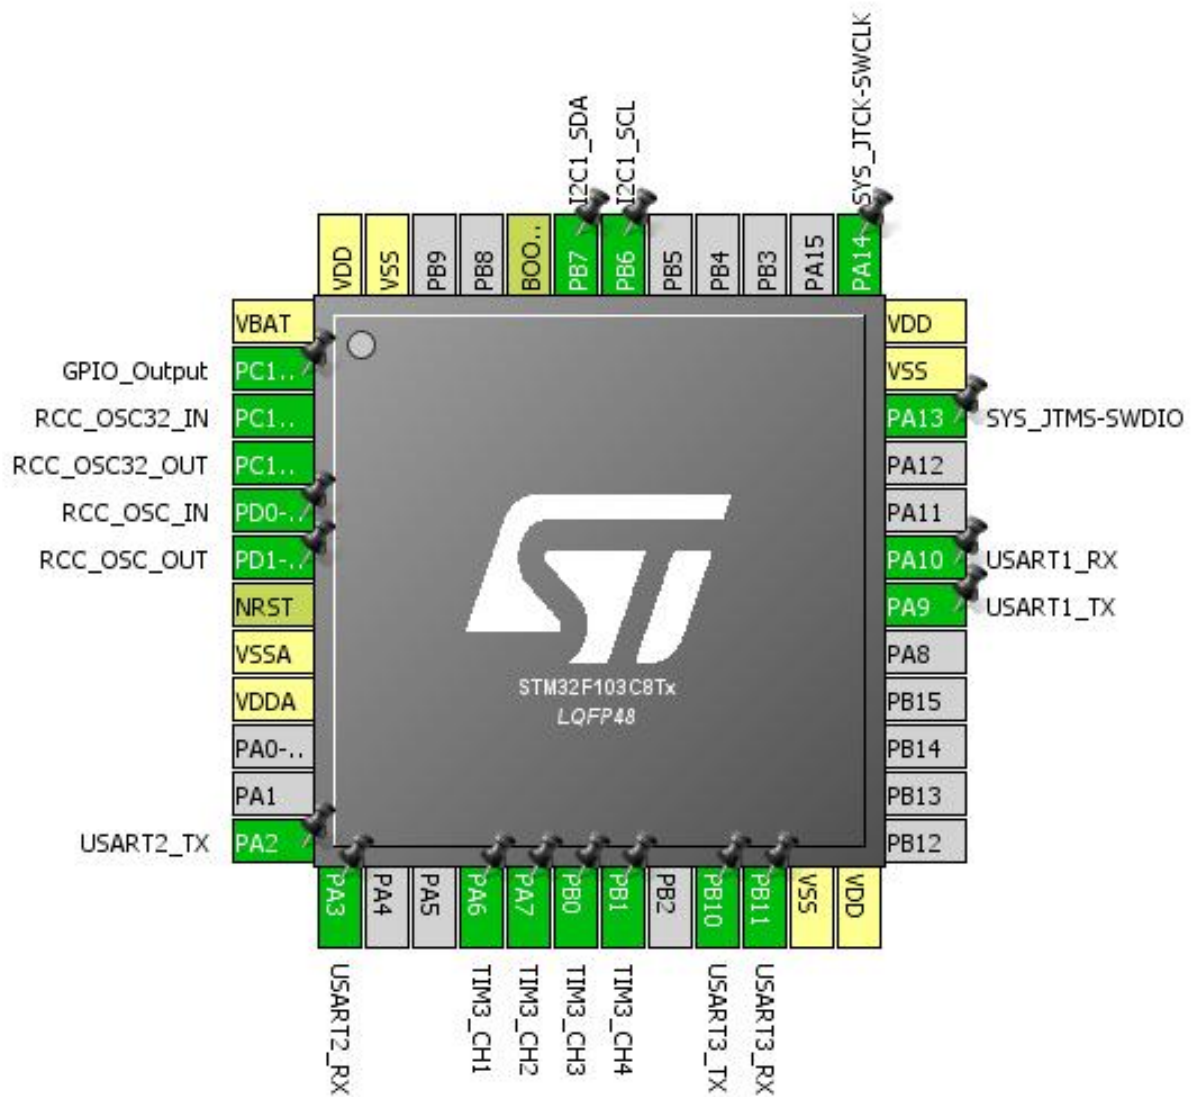 I2C1_SDA
I2C1_SCL
SYS_JTCK-SWCLK
VDD
VSS
PB9
PB8
BOO..
PB7
PB6
PB5
PB4
PB3
PA15
PA14
VBAT
GPIO_Output PC1..
RCC_OSC32_IN PC1..
RCC_OSC32_OUT PC1..
RCC_OSC_IN PD0-..
RCC_OSC_OUT PD1-..
NRST
VSSA
VDDA
PA0-..
PA1
USART2_TX PA2
STM32F103C8Tx
LQFP48
VDD
VSS
PA13 SYS_JTMS-SWDIO
PA12
PA11
PA10 USART1_RX
PA9 USART1_TX
PA8
PB15
PB14
PB13
PB12
PA3
PA4
PA5
PA6
PA7
PB0
PB1
PB2
PB10
PB11
VSS
VDD
USART2_RX
TIM3_CH1
TIM3_CH2
TIM3_CH3
TIM3_CH4
USART3_TX
USART3_RX